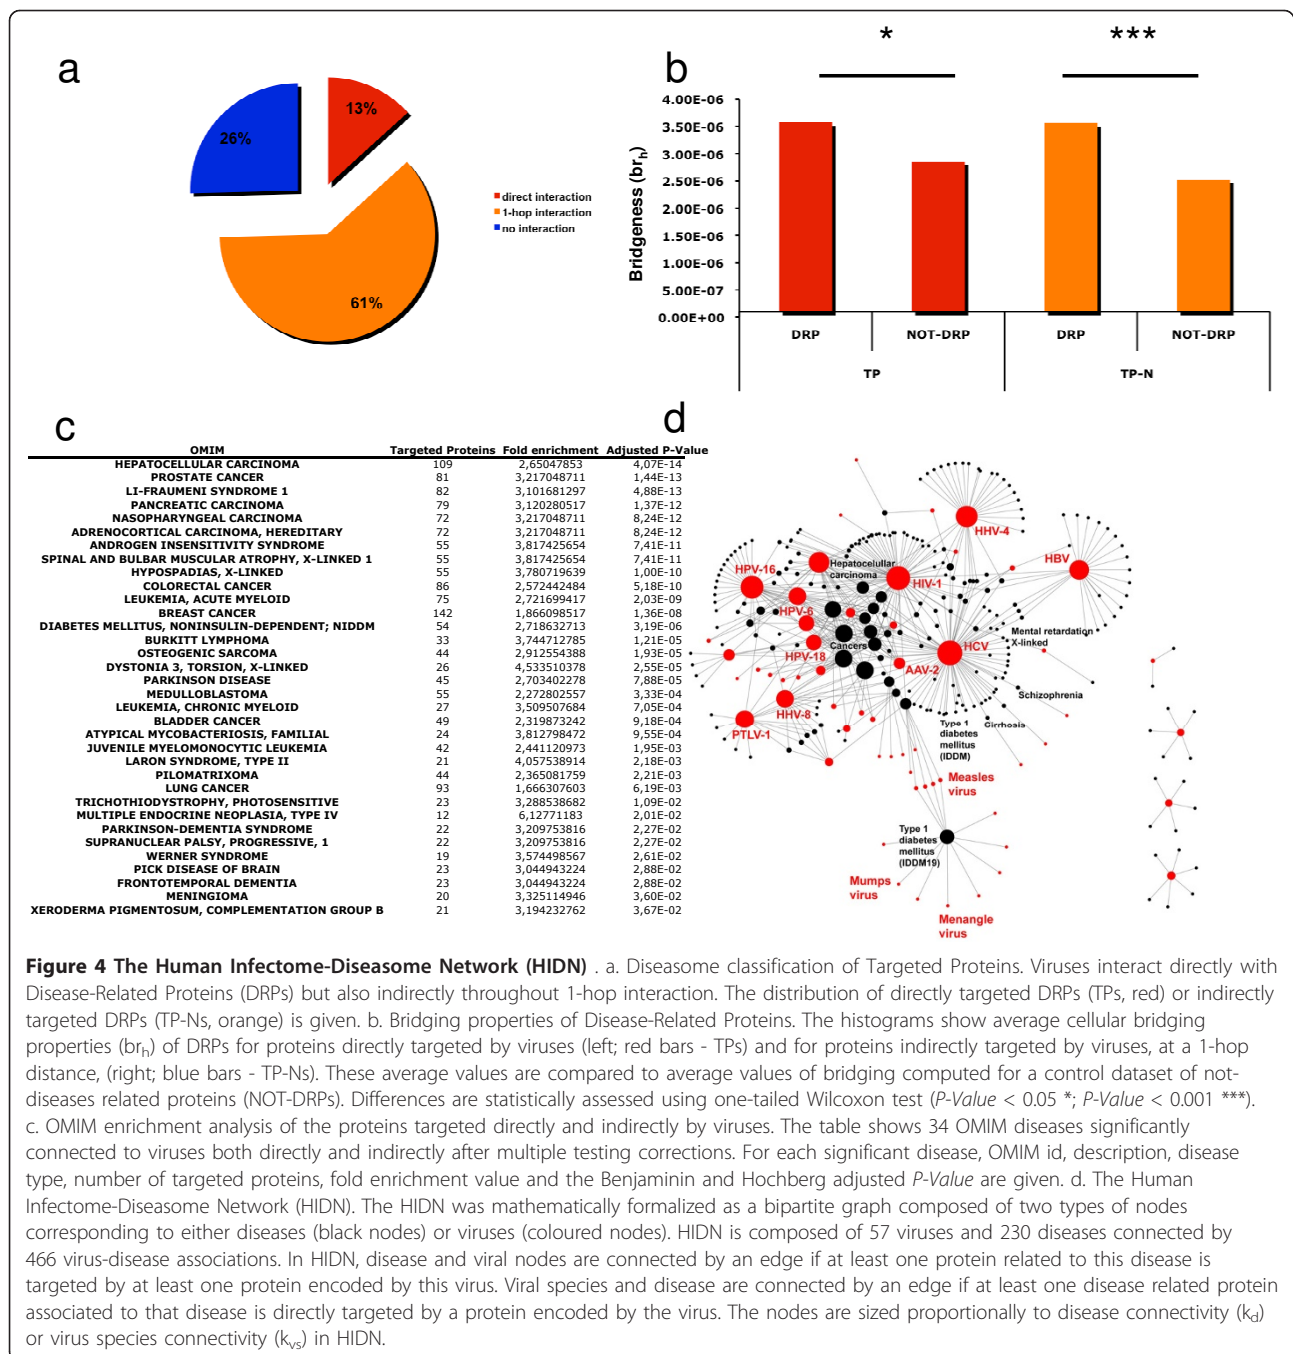 a
13%
26%
61%
direct interaction
1-hop interaction
no interaction
b
*
***
Bridgeness (brh)
4.00E-06
3.50E-06
3.00E-06
2.50E-06
2.00E-06
1.50E-06
1.00E-06
5.00E-07
0.00E+00
DRP NOT-DRP DRP NOT-DRP
TP TP-N
c
OMIM Targeted Proteins Fold enrichment Adjusted P-Value
HEPATOCELLULAR CARCINOMA 109 2,65047853 4,07E-14
PROSTATE CANCER 81 3,217048711 1,44E-13
LI-FRAUMENI SYNDROME 1 82 3,101681297 4,88E-13
PANCREATIC CARCINOMA 79 3,120280517 1,37E-12
NASOPHARYNGEAL CARCINOMA 72 3,217048711 8,24E-12
ADRENOCORTICAL CARCINOMA, HEREDITARY 72 3,217048711 8,24E-12
ANDROGEN INSENSITIVITY SYNDROME 55 3,817425654 7,41E-11
SPINAL AND BULBAR MUSCULAR ATROPHY, X-LINKED 1 55 3,817425654 7,41E-11
HYPOSPADIAS, X-LINKED 55 3,780719639 1,00E-10
COLORECTAL CANCER 86 2,572442484 5,18E-10
LEUKEMIA, ACUTE MYELOID 75 2,721699417 2,03E-09
BREAST CANCER 142 1,866098517 1,36E-08
DIABETES MELLITUS, NONINSULIN-DEPENDENT; NIDDM 54 2,718632713 3,19E-06
BURKITT LYMPHOMA 33 3,744712785 1,21E-05
OSTEOGENIC SARCOMA 44 2,912554388 1,93E-05
DYSTONIA 3, TORSION, X-LINKED 26 4,533510378 2,55E-05
PARKINSON DISEASE 45 2,703402278 7,88E-05
MEDULLOBLASTOMA 55 2,272802557 3,33E-04
LEUKEMIA, CHRONIC MYELOID 27 3,509507684 7,05E-04
BLADDER CANCER 49 2,319873242 9,18E-04
ATYPICAL MYCOBACTERIOSIS, FAMILIAL 24 3,812798472 9,55E-04
JUVENILE MYELOMONOCYTIC LEUKEMIA 42 2,441120973 1,95E-03
LARON SYNDROME, TYPE II 21 4,057538914 2,18E-03
PILOMATRIXOMA 44 2,365081759 2,21E-03
LUNG CANCER 93 1,666307603 6,19E-03
TRICHOTHIODYSTROPHY, PHOTOSENSITIVE 23 3,288538682 1,09E-02
MULTIPLE ENDOCRINE NEOPLASIA, TYPE IV 12 6,12771183 2,01E-02
PARKINSON-DEMENTIA SYNDROME 22 3,209753816 2,27E-02
SUPRANUCLEAR PALSY, PROGRESSIVE, 1 22 3,209753816 2,27E-02
WERNER SYNDROME 19 3,574498567 2,61E-02
PICK DISEASE OF BRAIN 23 3,044943224 2,88E-02
FRONTOTEMPORAL DEMENTIA 23 3,044943224 2,88E-02
MENINGIOMA 20 3,325114946 3,60E-02
XERODERMA PIGMENTOSUM, COMPLEMENTATION GROUP B 21 3,194232762 3,67E-02
d
HHV-4
HBV
Hepatocelullar
carcinoma
HPV-16
HIV-1
HPV-6
Cancers
HPV-18
HCV
AAV-2
Mental retardation
X-linked
Schizophrenia
HHV-8
PTLV-1
Type 1
diabetes
mellitus
(IDDM)
Cirrhosis
Measles
virus
Type 1
diabetes
mellitus
(IDDM19)
Mumps
virus
Menangle
virus
Figure 4 The Human Infectome-Diseasome Network (HIDN) . a. Diseasome classification of Targeted Proteins. Viruses interact directly with
Disease-Related Proteins (DRPs) but also indirectly throughout 1-hop interaction. The distribution of directly targeted DRPs (TPs, red) or indirectly
targeted DRPs (TP-Ns, orange) is given. b. Bridging properties of Disease-Related Proteins. The histograms show average cellular bridging
properties (brh) of DRPs for proteins directly targeted by viruses (left; red bars - TPs) and for proteins indirectly targeted by viruses, at a 1-hop
distance, (right; blue bars - TP-Ns). These average values are compared to average values of bridging computed for a control dataset of not-
diseases related proteins (NOT-DRPs). Differences are statistically assessed using one-tailed Wilcoxon test (P-Value < 0.05 *; P-Value < 0.001 ***).
c. OMIM enrichment analysis of the proteins targeted directly and indirectly by viruses. The table shows 34 OMIM diseases significantly
connected to viruses both directly and indirectly after multiple testing corrections. For each significant disease, OMIM id, description, disease
type, number of targeted proteins, fold enrichment value and the Benjaminin and Hochberg adjusted P-Value are given. d. The Human
Infectome-Diseasome Network (HIDN). The HIDN was mathematically formalized as a bipartite graph composed of two types of nodes
corresponding to either diseases (black nodes) or viruses (coloured nodes). HIDN is composed of 57 viruses and 230 diseases connected by
466 virus-disease associations. In HIDN, disease and viral nodes are connected by an edge if at least one protein related to this disease is
targeted by at least one protein encoded by this virus. Viral species and disease are connected by an edge if at least one disease related protein
associated to that disease is directly targeted by a protein encoded by the virus. The nodes are sized proportionally to disease connectivity (kd)
or virus species connectivity (kvs) in HIDN.